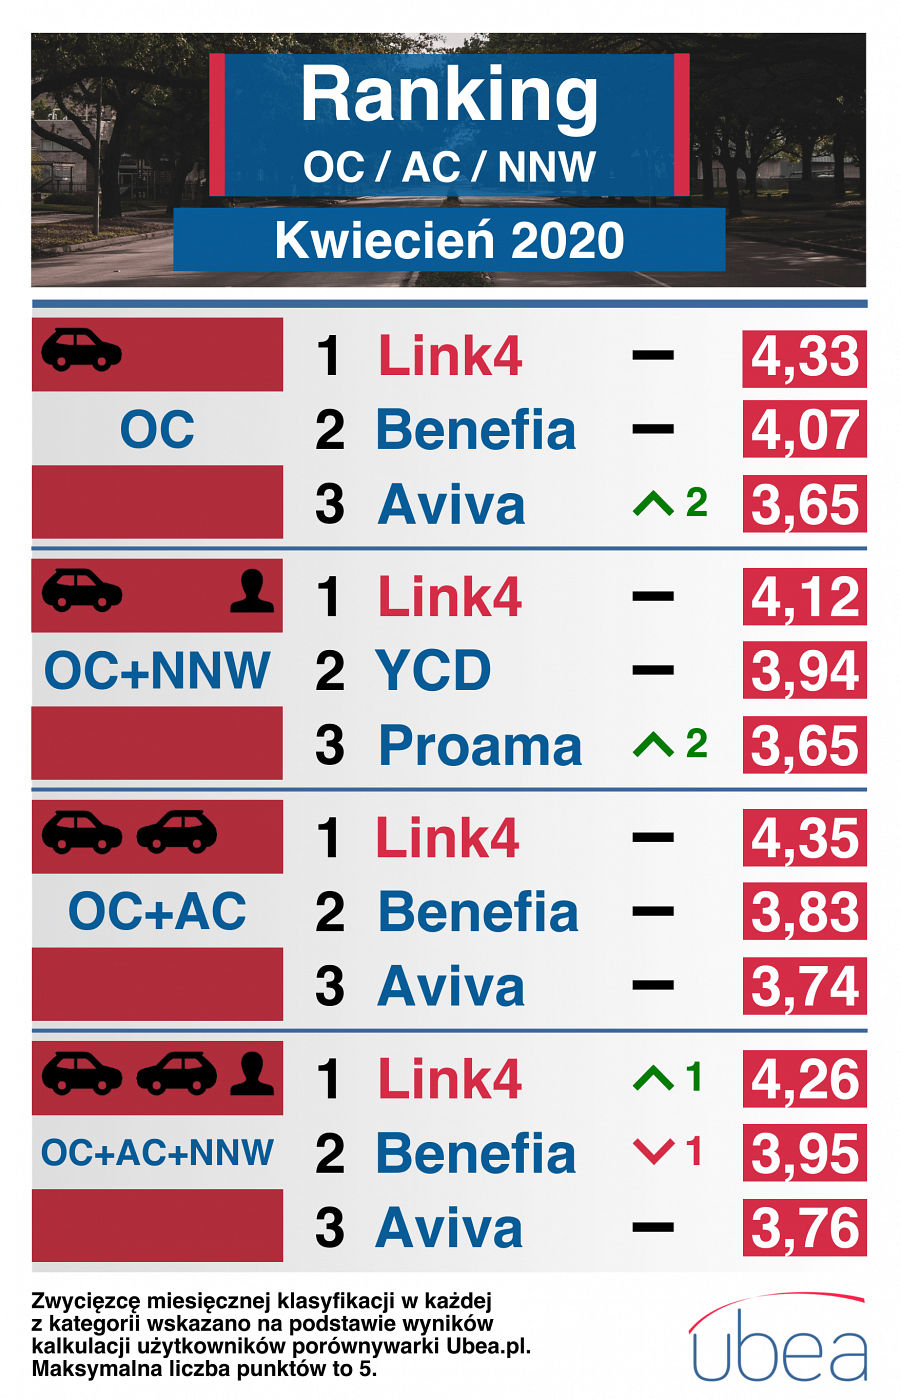 Ranking
OC / AC / NNW
Kwiecień 2020
OC
1 Link4 — 4,33
2 Benefia — 4,07
3 Aviva 2 3,65
OC+NNW
1 Link4 — 4,12
2 YCD — 3,94
3 Proama 2 3,65
OC+AC
1 Link4 — 4,35
2 Benefia — 3,83
3 Aviva — 3,74
OC+AC+NNW
1 Link4 1 4,26
2 Benefia 1 3,95
3 Aviva — 3,76
Zwycięzcę miesięcznej klasyfikacji w każdej
z kategorii wskazano na podstawie wyników
kalkulacji użytkowników porównywarki Ubea.pl.
Maksymalna liczba punktów to 5.
ubea